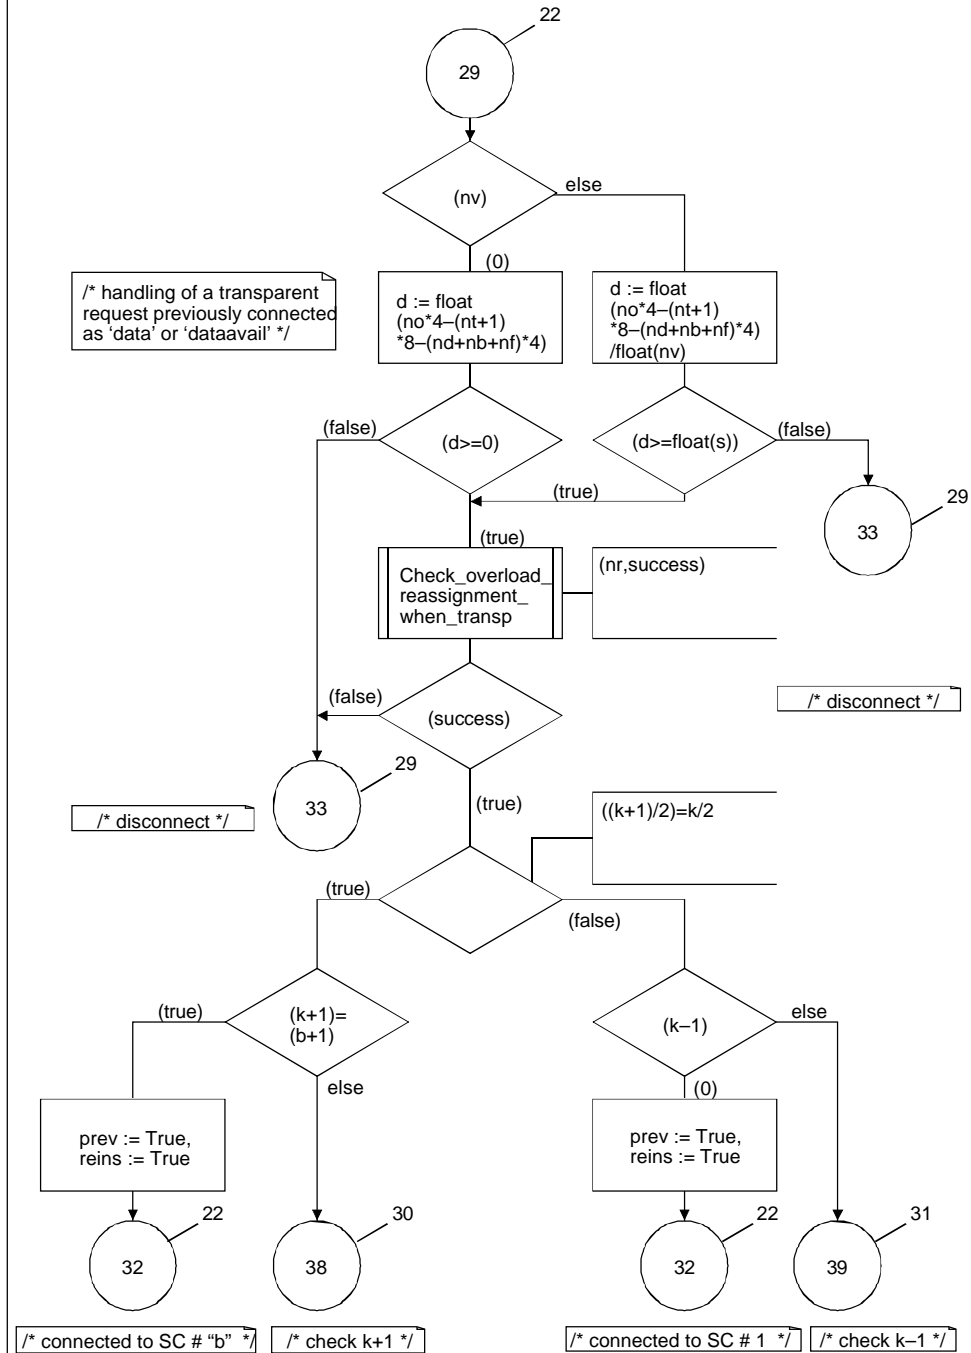 22
29
(nv)
else
(0)
/* handling of a transparent
request previously connected
as ‘data’ or ‘dataavail’ */
d := float
(no*4–(nt+1)
*8–(nd+nb+nf)*4)
d := float
(no*4–(nt+1)
*8–(nd+nb+nf)*4)
/float(nv)
(false)
(d>=0)
(d>=float(s))
(false)
(true)
29
33
(true)
Check_overload_
reassignment_
when_transp
(nr,success)
(false)
(success)
/* disconnect */
29
33
/* disconnect */
(true)
((k+1)/2)=k/2
(true)
(false)
(true)
(k+1)=
(b+1)
else
(k–1)
else
(0)
prev := True,
reins := True
prev := True,
reins := True
22
32
30
38
22
32
31
39
/* connected to SC # “b” */
/* check k+1 */
/* connected to SC # 1 */
/* check k–1 */